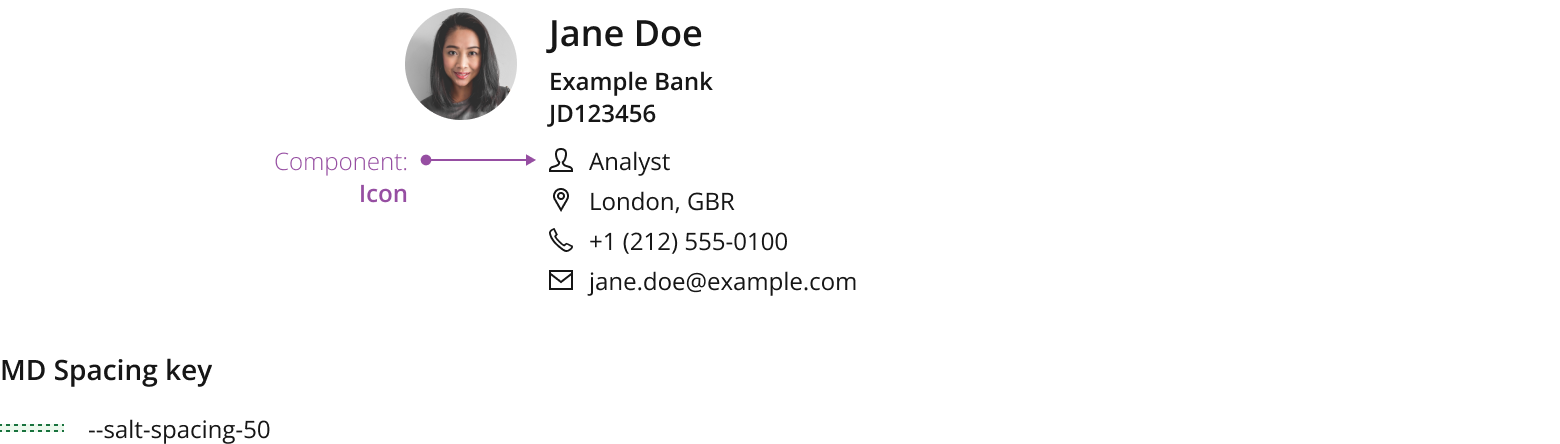 Jane Doe
Example Bank
JD123456
Component:
Icon
Analyst
London, GBR
+1 (212) 555-0100
jane.doe@example.com
MD Spacing key
--salt-spacing-50